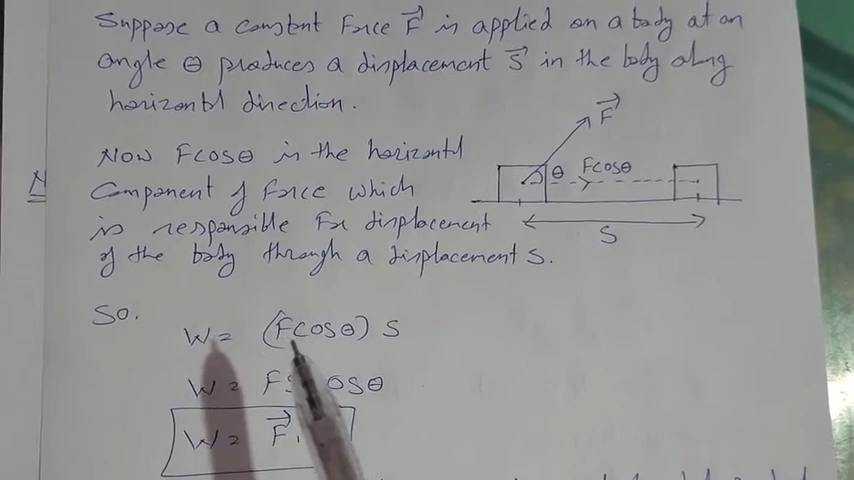 Suppose a constant Force F⃗ is applied on a body at an
angle θ produces a displacement S⃗ in the body along
horizontal direction.
F⃗
Now Fcosθ is the horizontal
component of Force which
is responsible For displacement
of the body through a displacement S.
θ Fcosθ
S
So.
W = (Fcosθ) S
W = FS cosθ
W = F⃗.